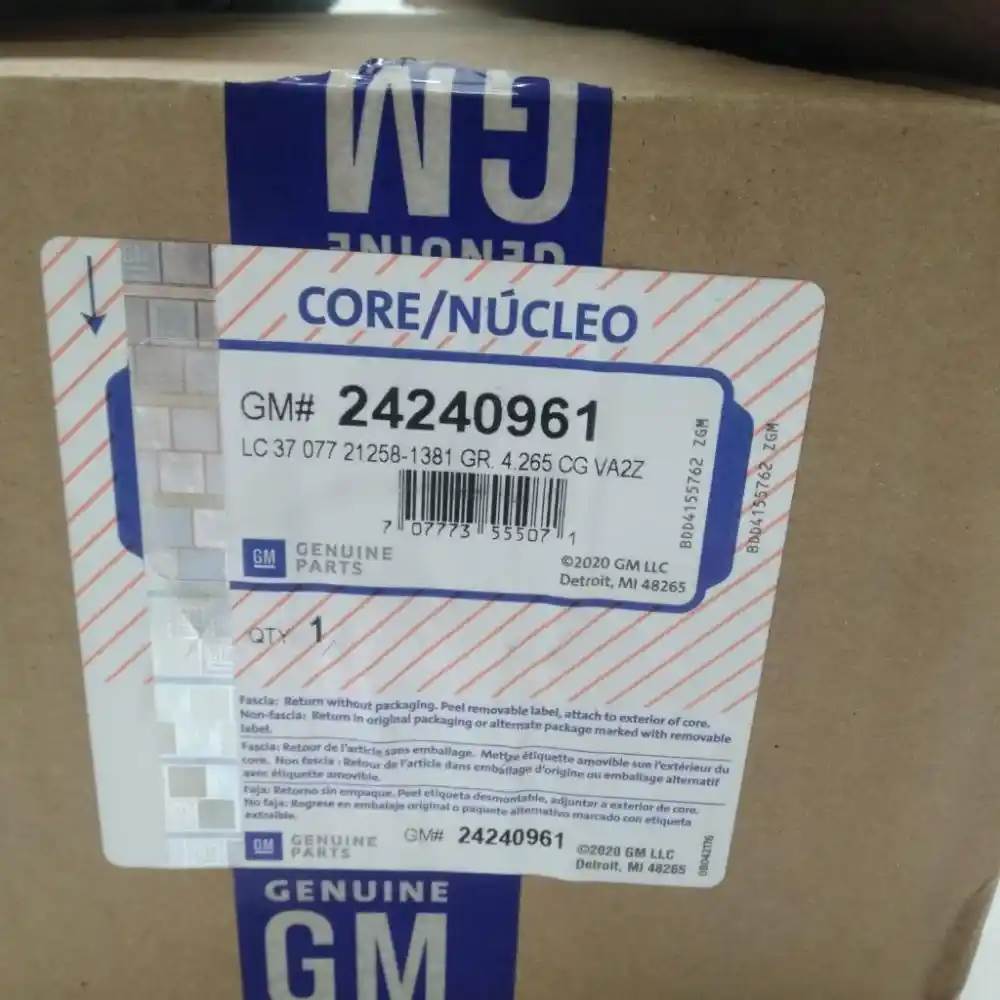 GM
GENUINE
CORE/NÚCLEO
GM# 24240961
LC 37 077 21258-1381 GR. 4.265 CG VA2Z
7 07773 55507 1
GM GENUINE
PARTS
©2020 GM LLC
Detroit, MI 48265
BDD4155762 ZGM
BDD4155762 ZGM
QTY 1
Fascia: Return without packaging. Peel removable label, attach to exterior of core.
Non-fascia: Return in original packaging or alternate package marked with removable
label.
Fascia: Retour de l'article sans emballage. Mettre étiquette amovible sur l'extérieur du
core. Non fascia : Retour de l'article dans emballage d'origine ou emballage alternatif
avec étiquette amovible.
Faja: Retorno sin empaque. Peel etiqueta desmontable, adjuntar a exterior de core.
No faja: Regrese en embalaje original o paquete alternativo marcado con etiqueta
extraíble.
GM GENUINE
PARTS
GM# 24240961
©2020 GM LLC
Detroit, MI 48265
GENUINE
GM